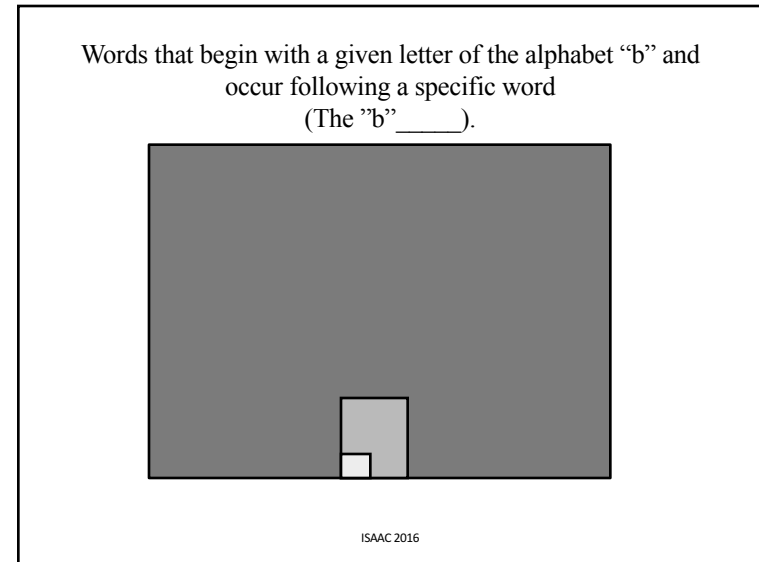 Words that begin with a given letter of the alphabet “b” and
occur following a specific word
(The ”b”_____).
ISAAC 2016